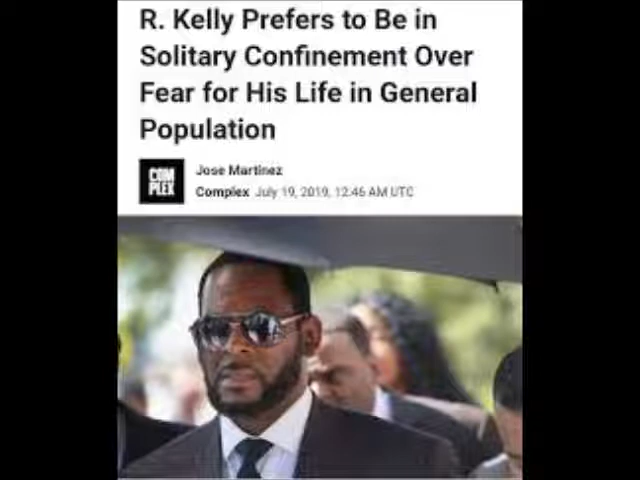 R. Kelly Prefers to Be in
Solitary Confinement Over
Fear for His Life in General
Population
COM
PLEX
Jose Martinez
Complex July 19, 2019, 12:46 AM UTC